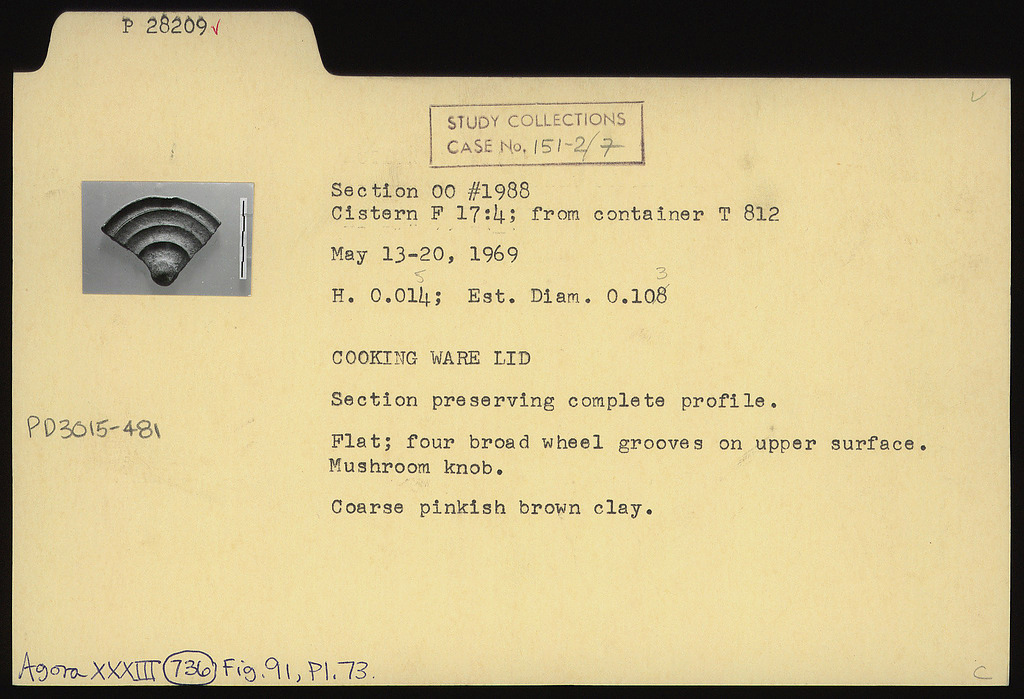 P 28209✓
STUDY COLLECTIONS
CASE No. 151-2/7
Section OO #1988
Cistern F 17:4; from container T 812
May 13-20, 1969
5 3
H. 0.014; Est. Diam. 0.108
COOKING WARE LID
Section preserving complete profile.
PD3015-481
Flat; four broad wheel grooves on upper surface.
Mushroom knob.
Coarse pinkish brown clay.
Agora XXXIII 736 Fig. 91, Pl. 73.
C